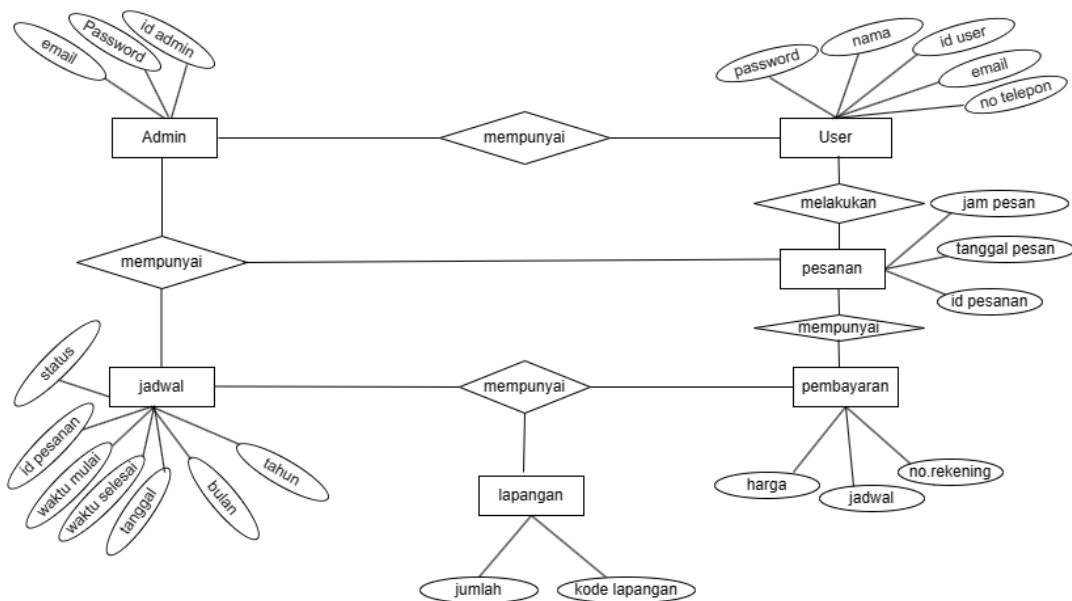 email
Password
id admin
password
nama
id user
email
no telepon
Admin
mempunyai
User
melakukan
jam pesan
tanggal pesan
id pesanan
mempunyai
pesanan
mempunyai
status
jadwal
mempunyai
pembayaran
id pesanan
waktu mulai
waktu selesai
tanggal
bulan
tahun
lapangan
harga
jadwal
no.rekening
jumlah
kode lapangan